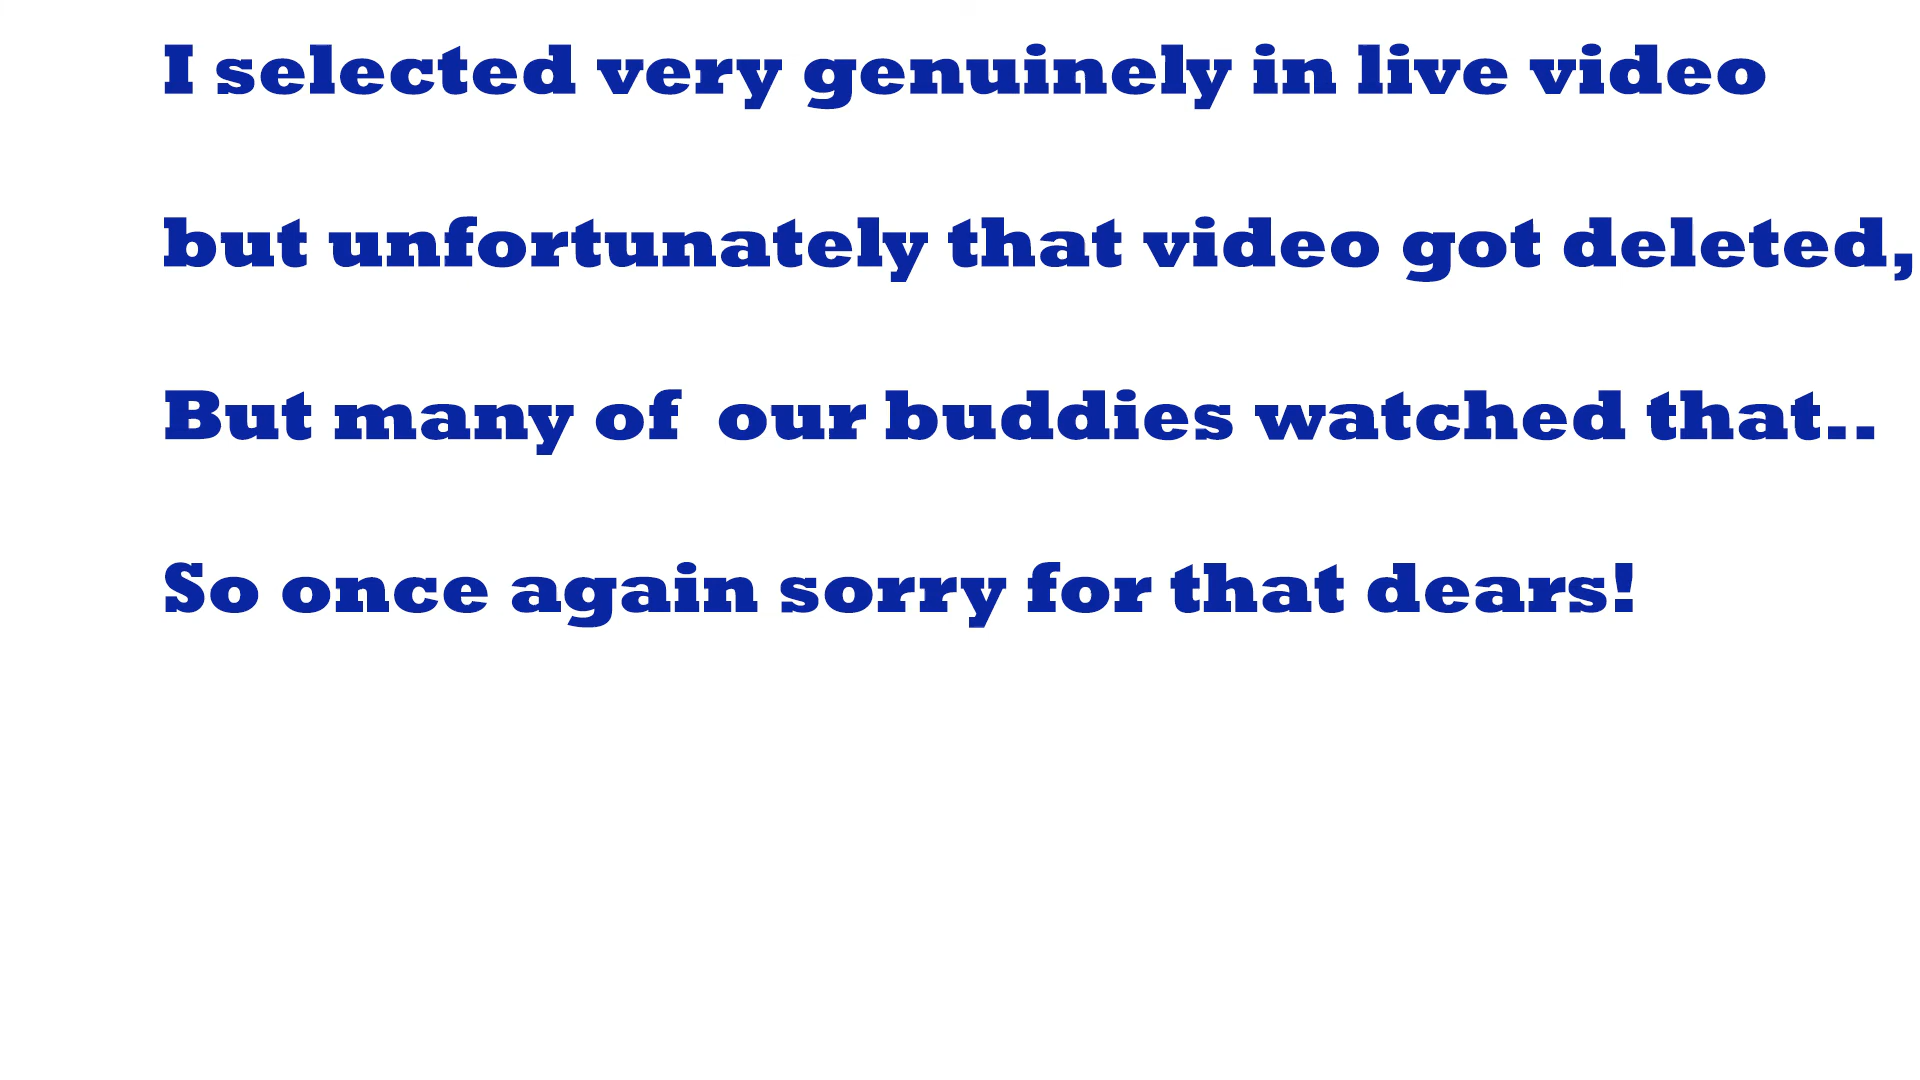 I selected very genuinely in live video
but unfortunately that video got deleted,
But many of  our buddies watched that..
So once again sorry for that dears!